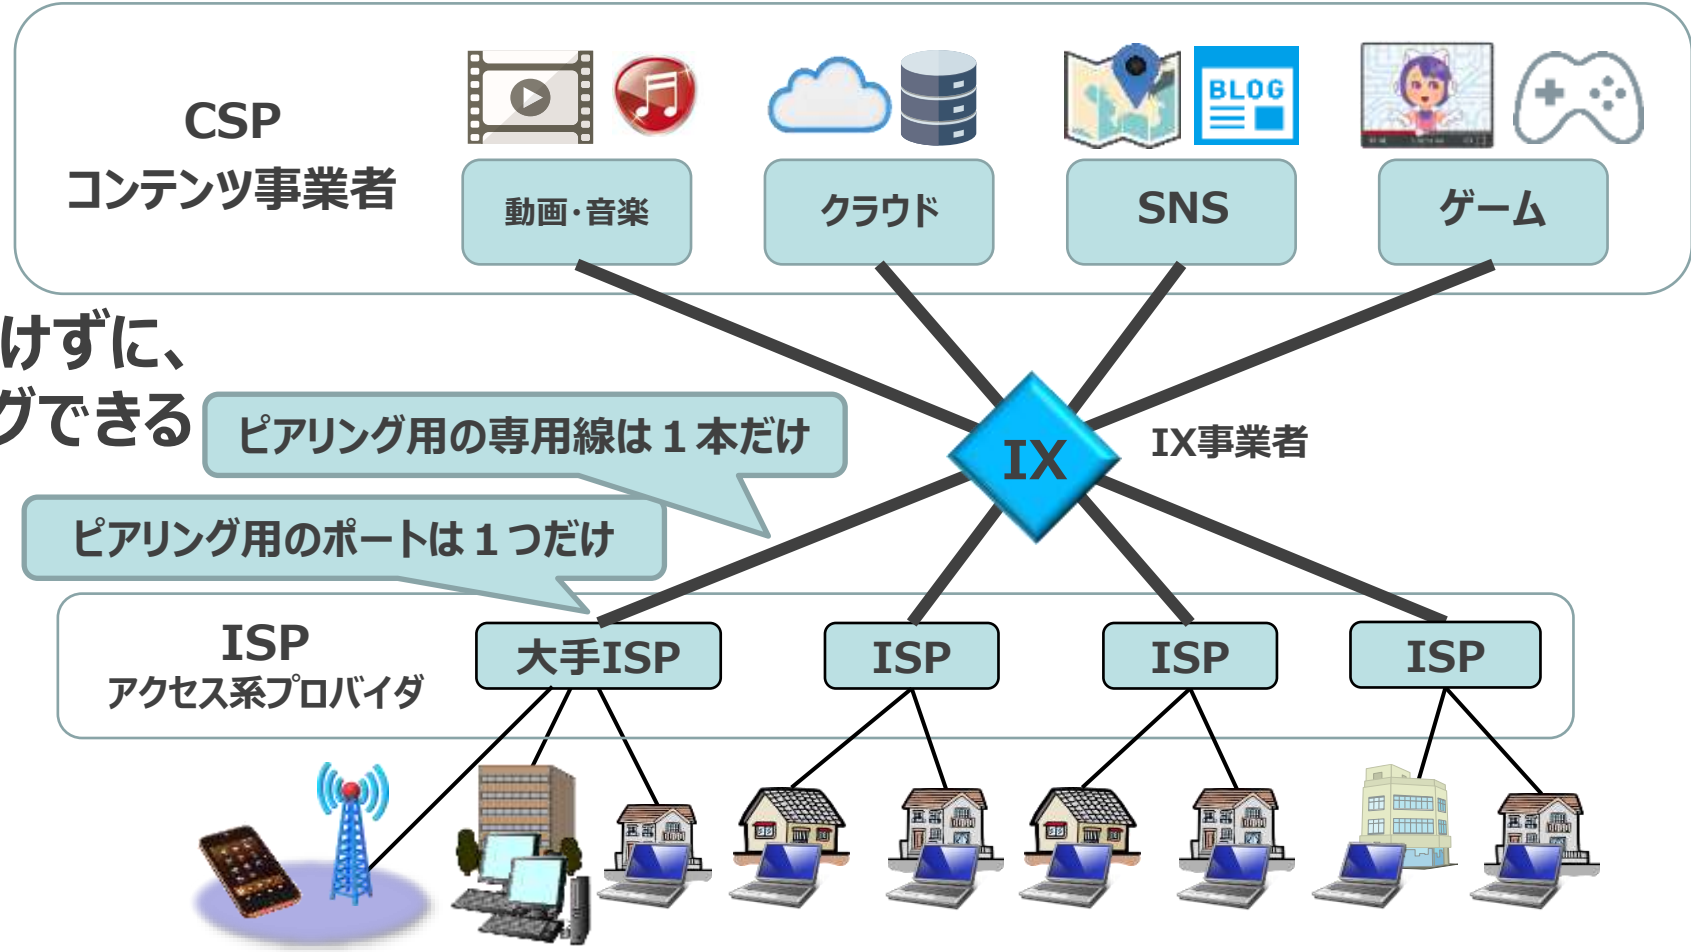 CSP
コンテンツ事業者
BLOG
動画・音楽
クラウド
SNS
ゲーム
けずに、
グできる
ピアリング用の専用線は１本だけ
IX
IX事業者
ピアリング用のポートは１つだけ
ISP
アクセス系プロバイダ
大手ISP
ISP
ISP
ISP